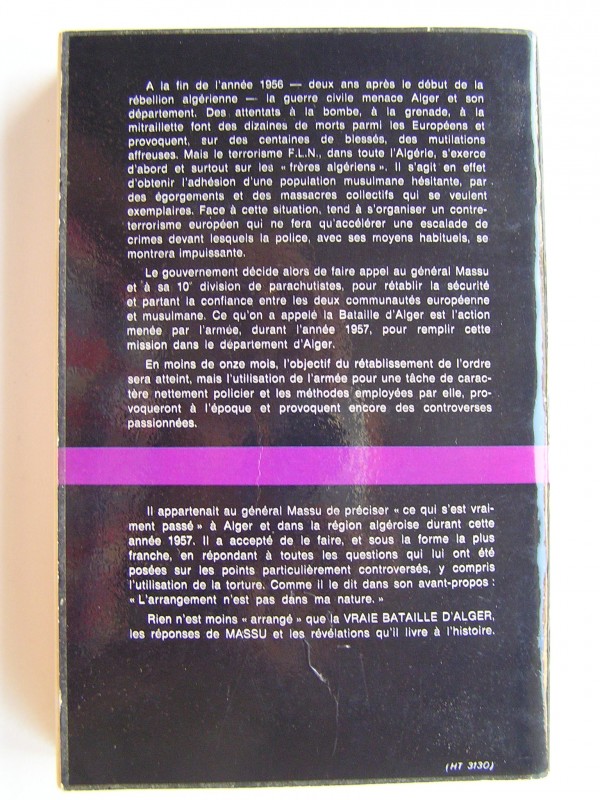 A la fin de l'année 1956 — deux ans après le début de la
rébellion algérienne — la guerre civile menace Alger et son
département. Des attentats à la bombe, à la grenade, à la
mitraillette font des dizaines de morts parmi les Européens et
provoquent, sur des centaines de blessés, des mutilations
affreuses. Mais le terrorisme F.L.N., dans toute l'Algérie, s'exerce
d'abord et surtout sur les « frères algériens ». Il s'agit en effet
d'obtenir l'adhésion d'une population musulmane hésitante, par
des égorgements et des massacres collectifs qui se veulent
exemplaires. Face à cette situation, tend à s'organiser un contre-
terrorisme européen qui ne fera qu'accélérer une escalade de
crimes devant lesquels la police, avec ses moyens habituels, se
montrera impuissante.
Le gouvernement décide alors de faire appel au général Massu
et à sa 10e division de parachutistes, pour rétablir la sécurité
et partant la confiance entre les deux communautés européenne
et musulmane. Ce qu'on a appelé la Bataille d'Alger est l'action
menée par l'armée, durant l'année 1957, pour remplir cette
mission dans le département d'Alger.
En moins de onze mois, l'objectif du rétablissement de l'ordre
sera atteint, mais l'utilisation de l'armée pour une tâche de carac-
tère nettement policier et les méthodes employées par elle, pro-
voqueront à l'époque et provoquent encore des controverses
passionnées.
Il appartenait au général Massu de préciser « ce qui s'est vrai-
ment passé » à Alger et dans la région algéroise durant cette
année 1957. Il a accepté de le faire, et sous la forme la plus
franche, en répondant à toutes les questions qui lui ont été
posées sur les points particulièrement controversés, y compris
l'utilisation de la torture. Comme il le dit dans son avant-propos :
« L'arrangement n'est pas dans ma nature. »
Rien n'est moins « arrangé » que la VRAIE BATAILLE D'ALGER,
les réponses de MASSU et les révélations qu'il livre à l'histoire.
(HT 3130)